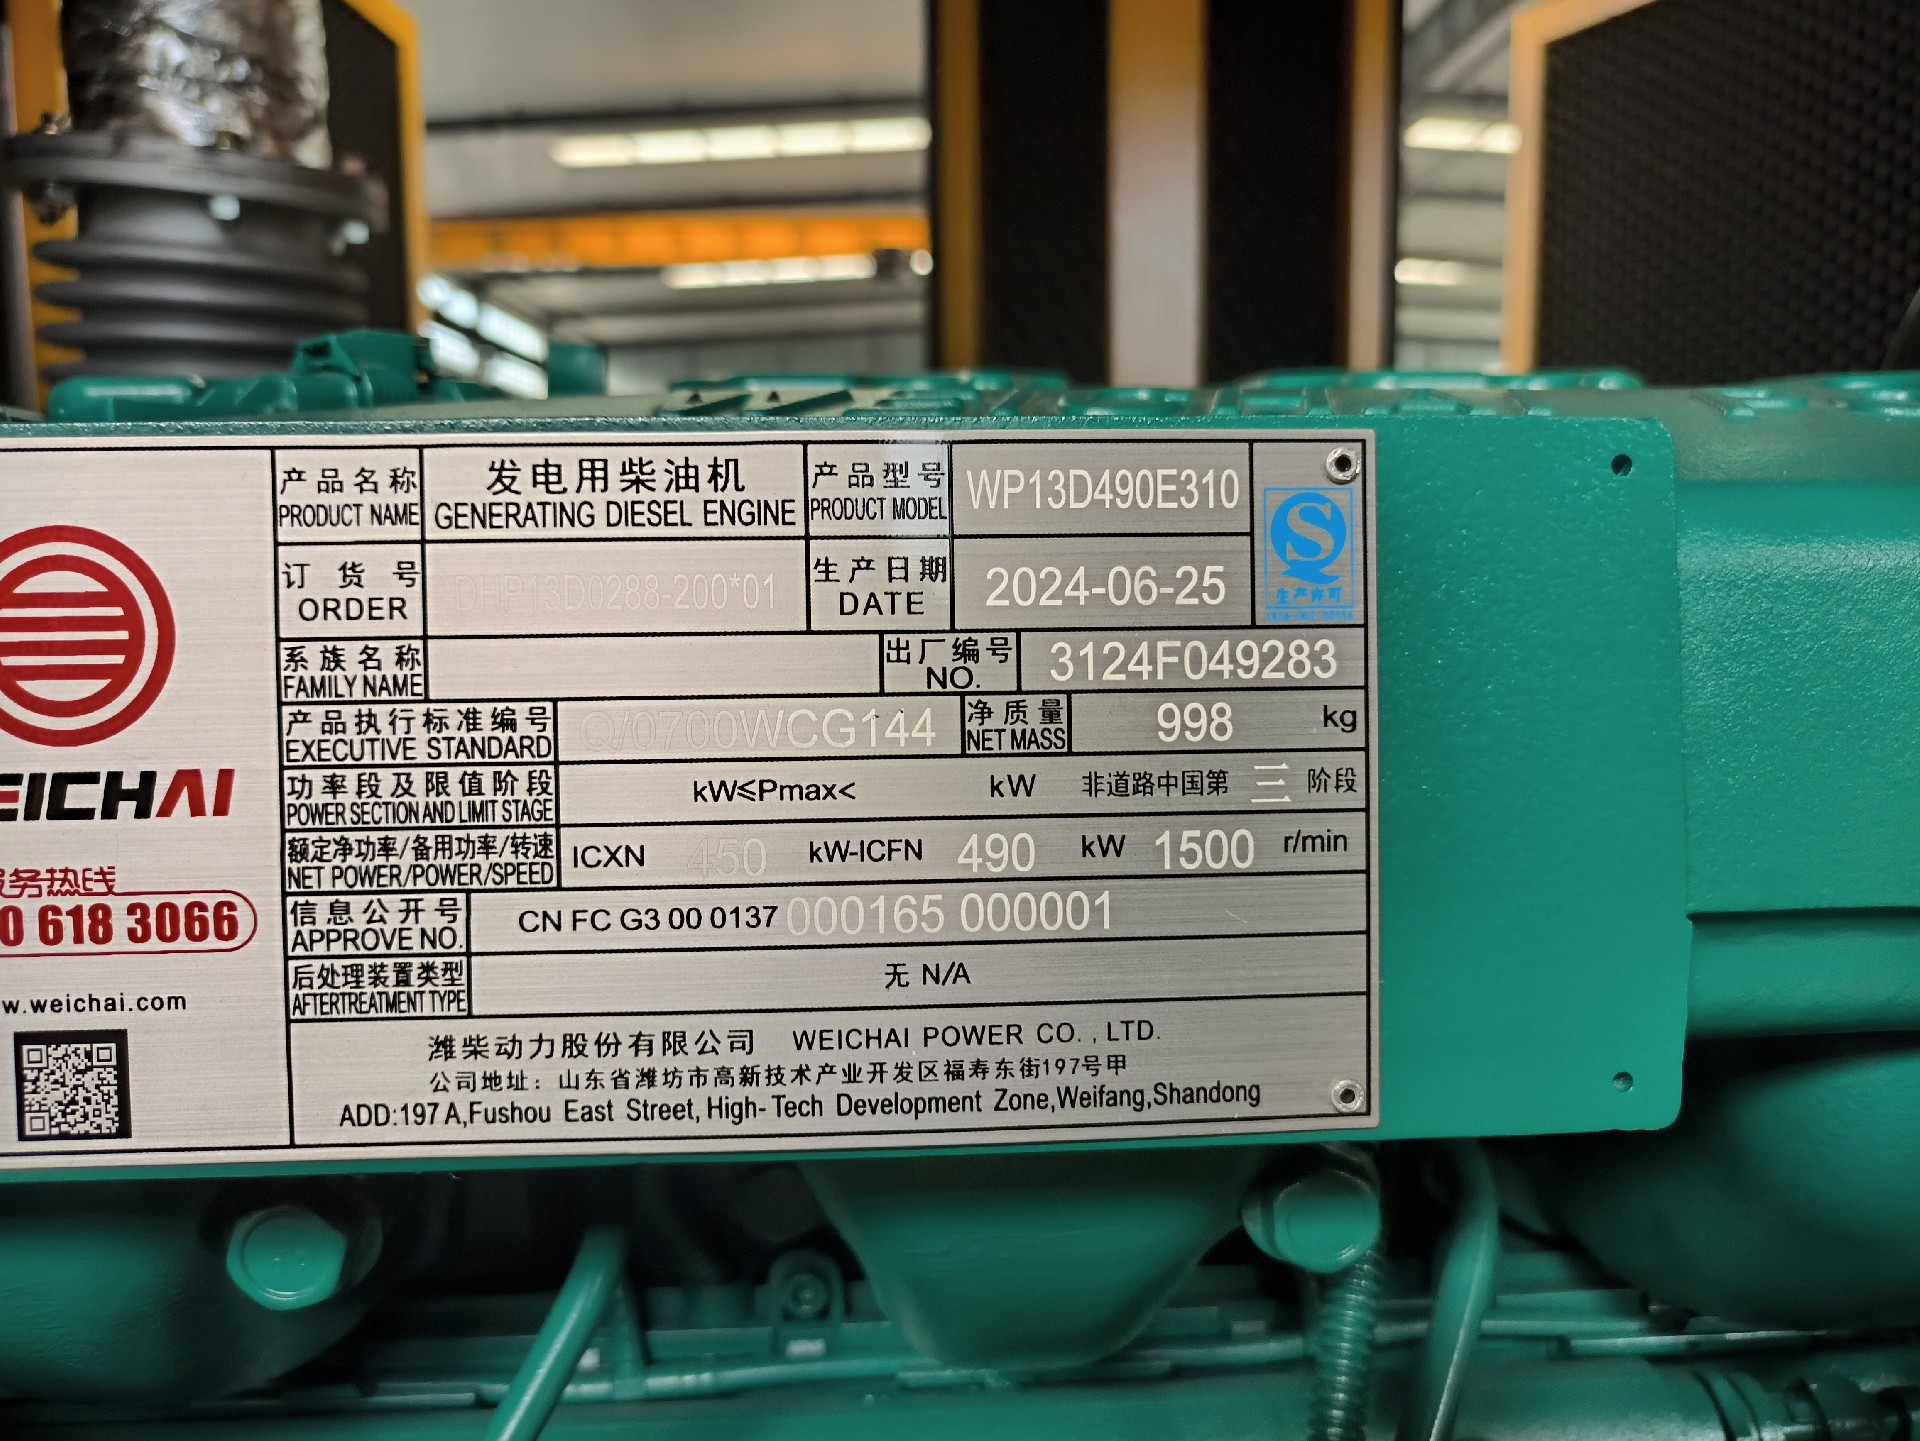 EICHAI
务热线
0 618 3066
w.weichai.com
产品名称
PRODUCT NAME
发电用柴油机
GENERATING DIESEL ENGINE
产品型号
PRODUCT MODEL
WP13D490E310
订货号
ORDER
DHP13D0288-200*01
生产日期
DATE
2024-06-25
S
生产许可
系族名称
FAMILY NAME
出厂编号
NO.
3124F049283
产品执行标准编号
EXECUTIVE STANDARD
Q/0700WCG144
净质量
NET MASS
998 kg
功率段及限值阶段
POWER SECTION AND LIMIT STAGE
kW≤Pmax< kW 非道路中国第 三 阶段
额定净功率/备用功率/转速
NET POWER/POWER/SPEED
ICXN 450 kW-ICFN 490 kW 1500 r/min
信息公开号
APPROVE NO.
CN FC G3 00 0137 000165 000001
后处理装置类型
AFTERTREATMENT TYPE
无 N/A
潍柴动力股份有限公司 WEICHAI POWER CO., LTD.
公司地址：山东省潍坊市高新技术产业开发区福寿东街197号甲
ADD:197 A,Fushou East Street, High-Tech Development Zone,Weifang,Shandong